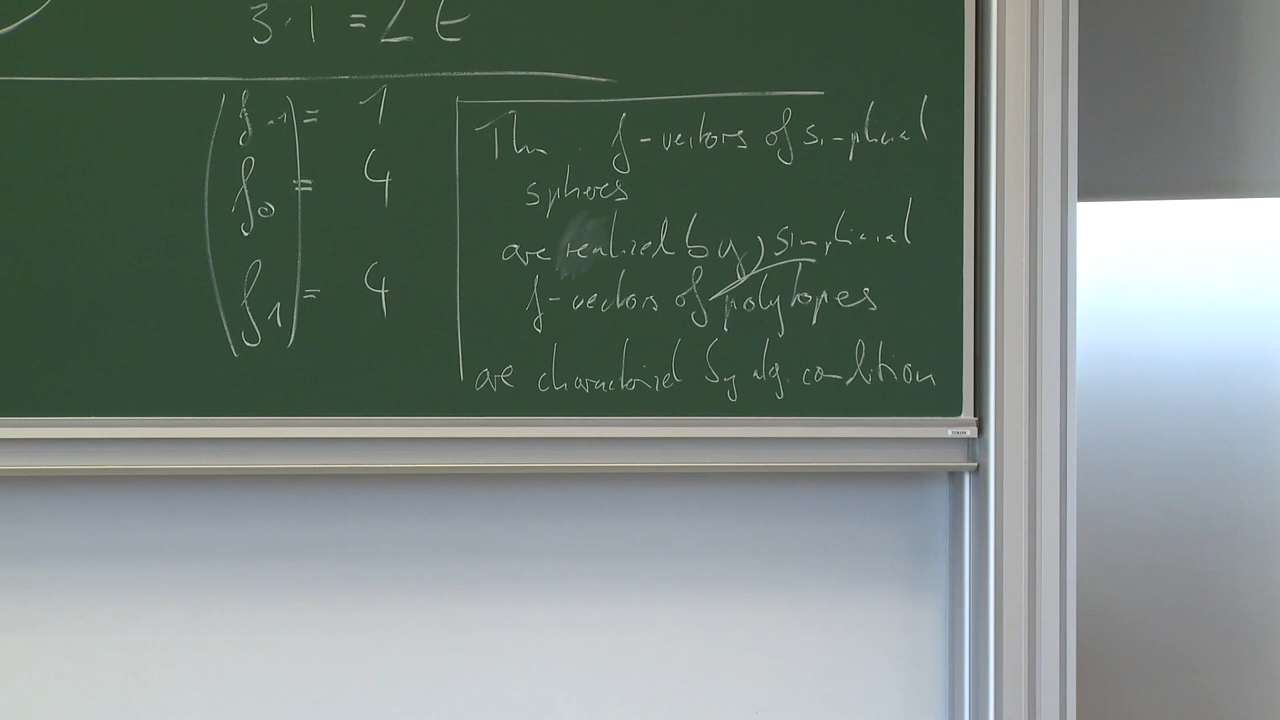 3·1 = 2t
f₋₁ = 1
f₀ = 4
f₁ = 4
Thm. f-vectors of simplicial
spheres
are realized by simplicial
f-vectors of polytopes
are characterized by alg. condition